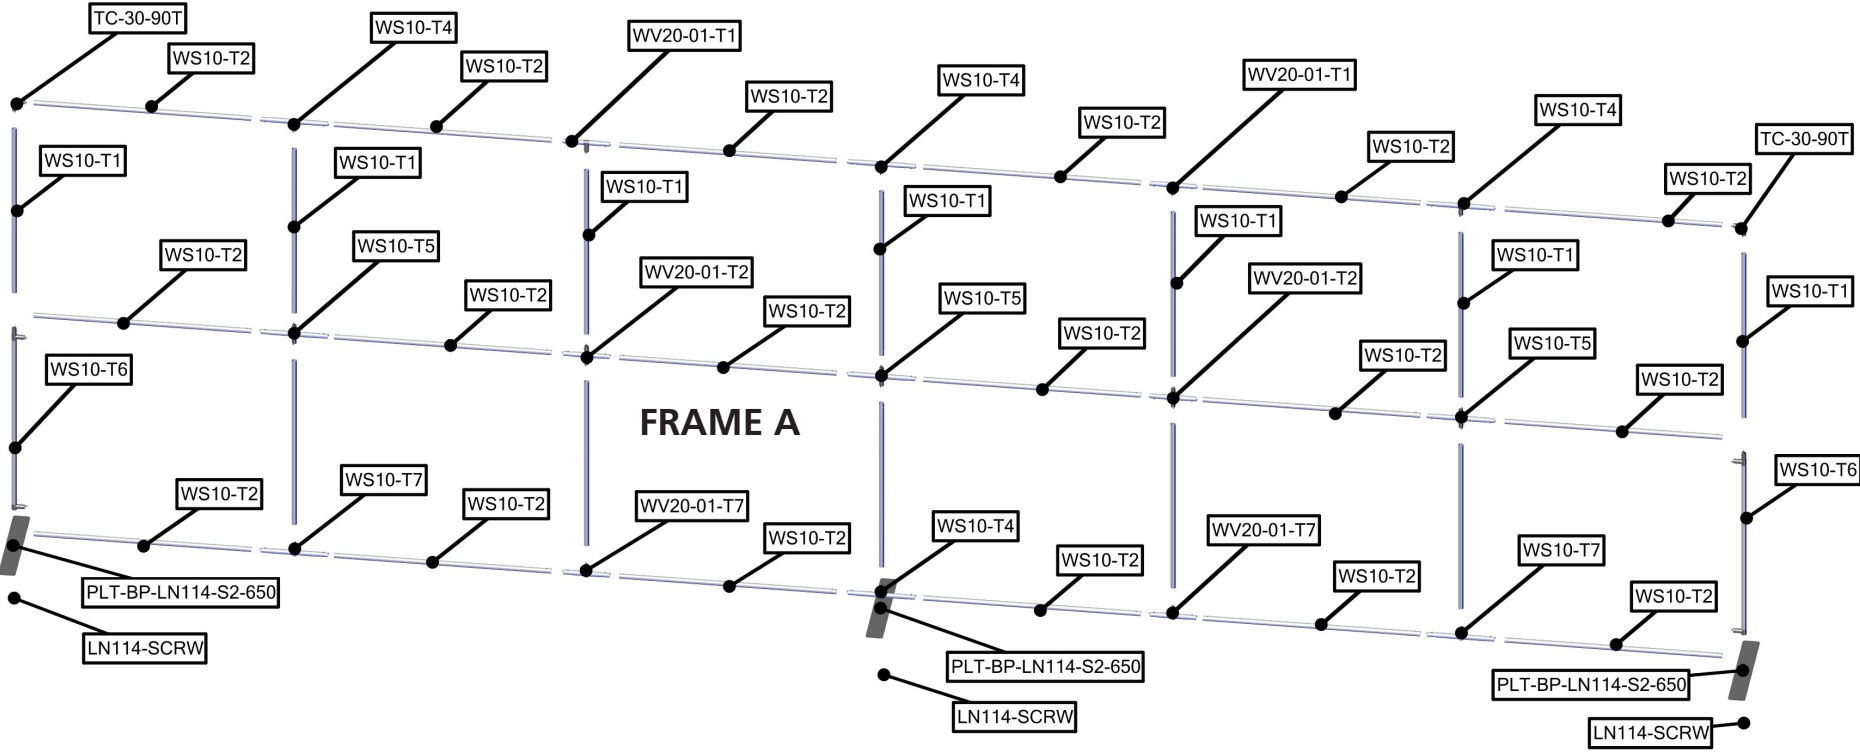 TC-30-90T
WS10-T4
WV20-01-T1
WS10-T2
WS10-T2
WS10-T4
WV20-01-T1
WS10-T2
WS10-T4
WS10-T2
WS10-T2
TC-30-90T
WS10-T2
WS10-T1
WS10-T1
WS10-T1
WS10-T1
WS10-T1
WS10-T1
WS10-T1
WS10-T2
WS10-T5
WS10-T2
WV20-01-T2
WS10-T2
WS10-T5
WS10-T2
WV20-01-T2
WS10-T2
WS10-T5
WS10-T2
WS10-T6
FRAME A
WS10-T6
WS10-T2
WS10-T7
WS10-T2
WV20-01-T7
WS10-T2
WS10-T4
WS10-T2
WV20-01-T7
WS10-T2
WS10-T7
WS10-T2
PLT-BP-LN114-S2-650
LN114-SCRW
PLT-BP-LN114-S2-650
LN114-SCRW
PLT-BP-LN114-S2-650
LN114-SCRW